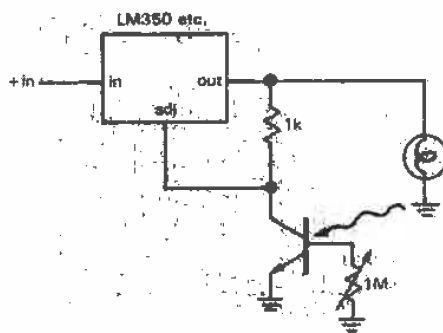 LM350 etc.
+in
in
out
adj
1k
1M